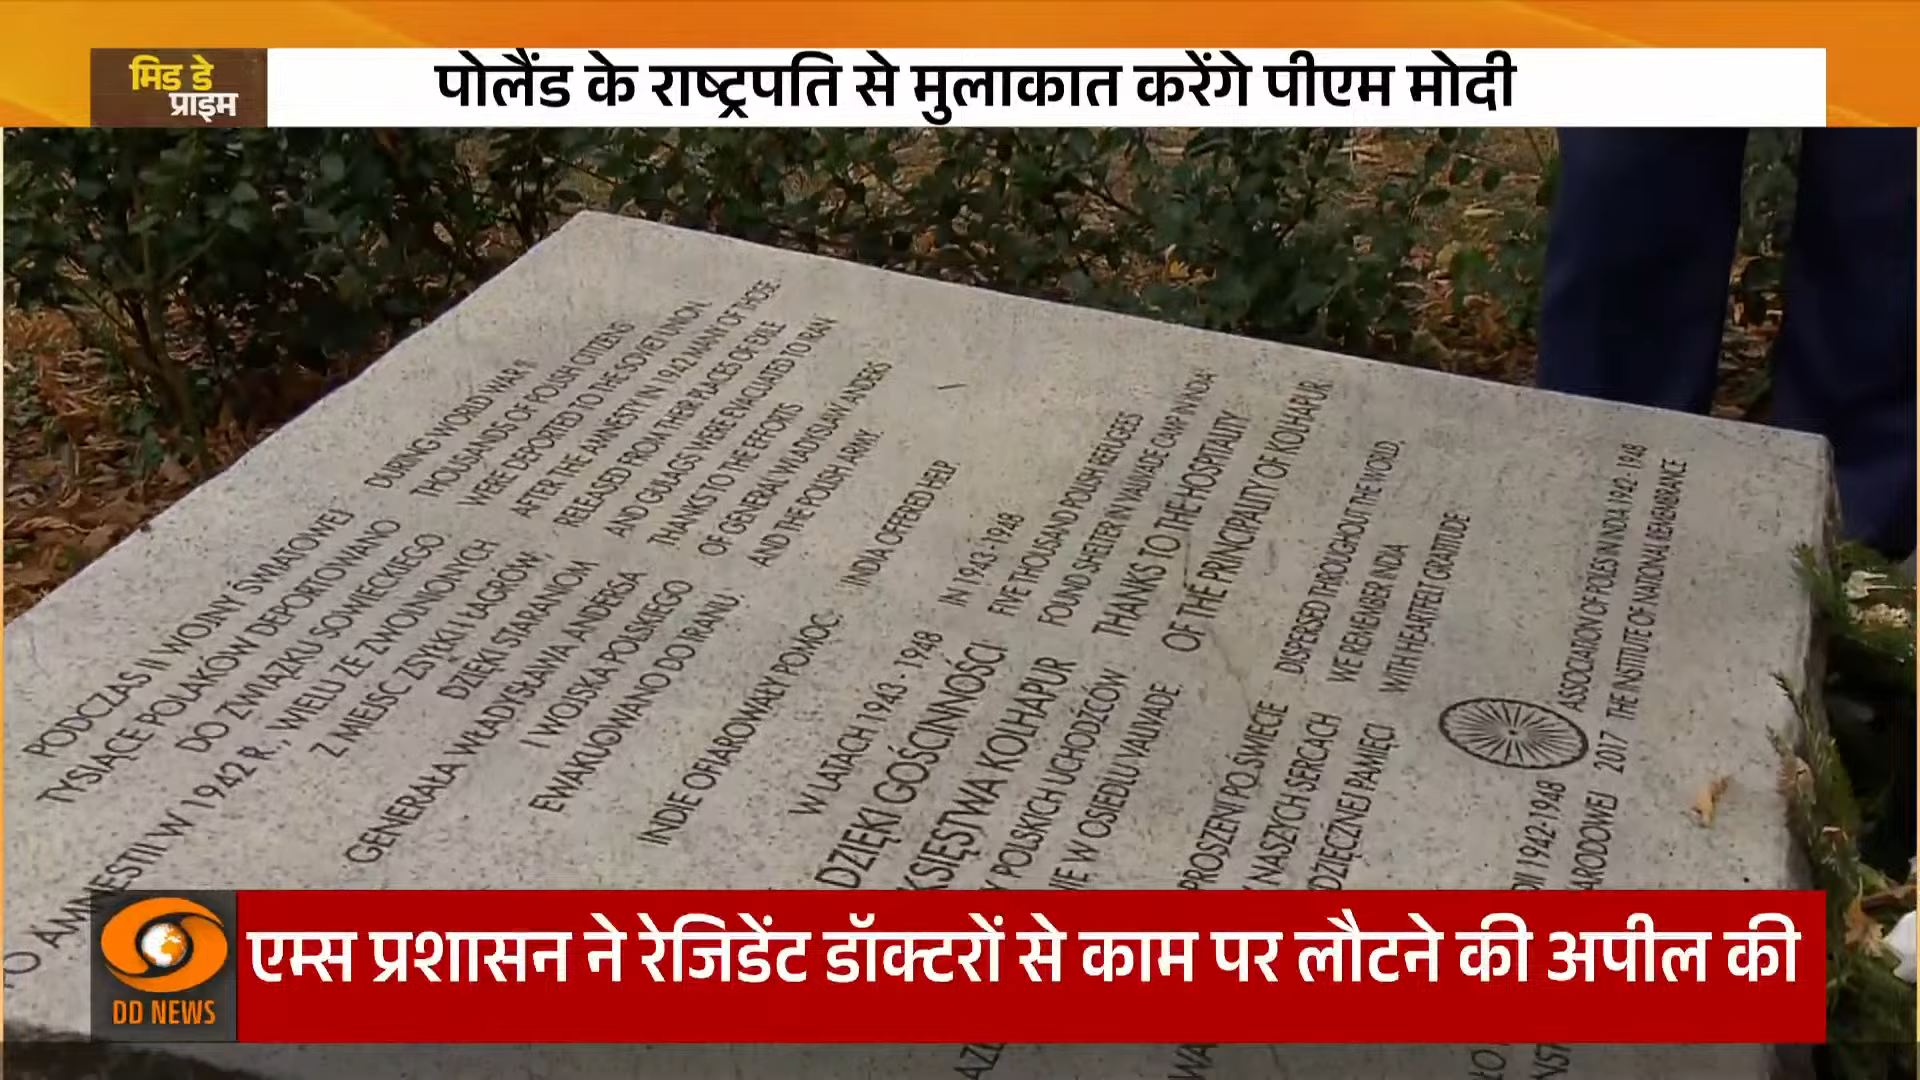 मिड डे
प्राइम
पोलैंड के राष्ट्रपति से मुलाकात करेंगे पीएम मोदी
DURING WORLD WAR II
THOUSANDS OF POLISH CITIZENS
WERE DEPORTED TO THE SOVIET UNION.
AFTER THE AMNESTY IN 1942 MANY OF THOSE
RELEASED FROM THEIR PLACES OF EXILE
AND GULAGS WERE EVACUATED TO IRAN
THANKS TO THE EFFORTS
OF GENERAL WŁADYSŁAW ANDERS
AND THE POLISH ARMY.
INDIA OFFERED HELP.
IN 1943-1948
FIVE THOUSAND POLISH REFUGEES
FOUND SHELTER IN VALIVADE CAMP IN INDIA
THANKS TO THE HOSPITALITY
OF THE PRINCIPALITY OF KOLHAPUR.
DISPERSED THROUGHOUT THE WORLD,
WE REMEMBER INDIA
WITH HEARTFELT GRATITUDE
ASSOCIATION OF POLES IN INDIA 1942-1948
2017 THE INSTITUTE OF NATIONAL REMEMBRANCE
PODCZAS II WOJNY ŚWIATOWEJ
TYSIĄCE POLAKÓW DEPORTOWANO
DO ZWIĄZKU SOWIECKIEGO
AMNESTII W 1942 R., WIELU ZE ZWOLNIONYCH
Z MIEJSC ZSYŁKI I ŁAGRÓW,
DZIĘKI STARANIOM
GENERAŁA WŁADYSŁAWA ANDERSA
I WOJSKA POLSKIEGO
EWAKUOWANO DO IRANU
INDIE OFIAROWAŁY POMOC.
W LATACH 1943-1948
DZIĘKI GOŚCINNOŚCI
KSIĘSTWA KOLHAPUR
POLSKICH UCHODŹCÓW
W OSIEDLU VALIVADE.
PO ŚWIECIE
NASZYCH SERCACH
PAMIĘCI
1942-1948
DD NEWS
एम्स प्रशासन ने रेजिडेंट डॉक्टरों से काम पर लौटने की अपील की